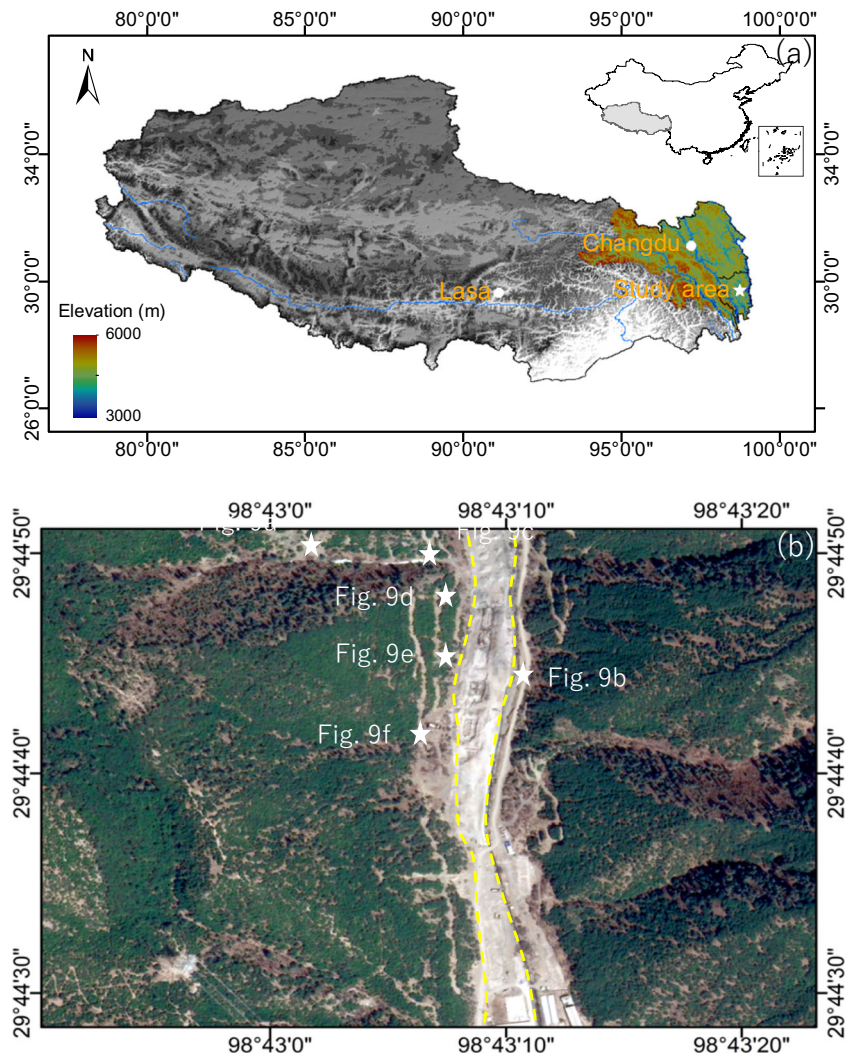 80°0'0" 85°0'0" 90°0'0" 95°0'0" 100°0'0"
(a)
N
34°0'0" 34°0'0"
Changdu
30°0'0" Lasa Study area 30°0'0"
Elevation (m)
6000
3000
26°0'0" 26°0'0"
80°0'0" 85°0'0" 90°0'0" 95°0'0" 100°0'0"
98°43'0" 98°43'10" 98°43'20"
(b)
29°44'50" Fig. 9c 29°44'50"
Fig. 9d
Fig. 9e
Fig. 9b
Fig. 9f
29°44'40" 29°44'40"
29°44'30" 29°44'30"
98°43'0" 98°43'10" 98°43'20"